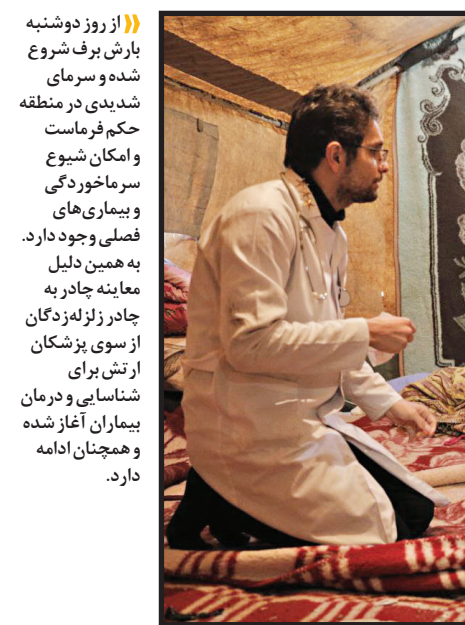 ⟪ از روز دوشنبه
بارش برف شروع
شده و سرمای
شدیدی در منطقه
حکم فرماست
و امکان شیوع
سرماخوردگی
و بیماری‌های
فصلی وجود دارد.
به همین دلیل
معاینه چادر به
چادر زلزله‌زدگان
از سوی پزشکان
ارتش برای
شناسایی و درمان
بیماران آغاز شده
و همچنان ادامه
دارد.